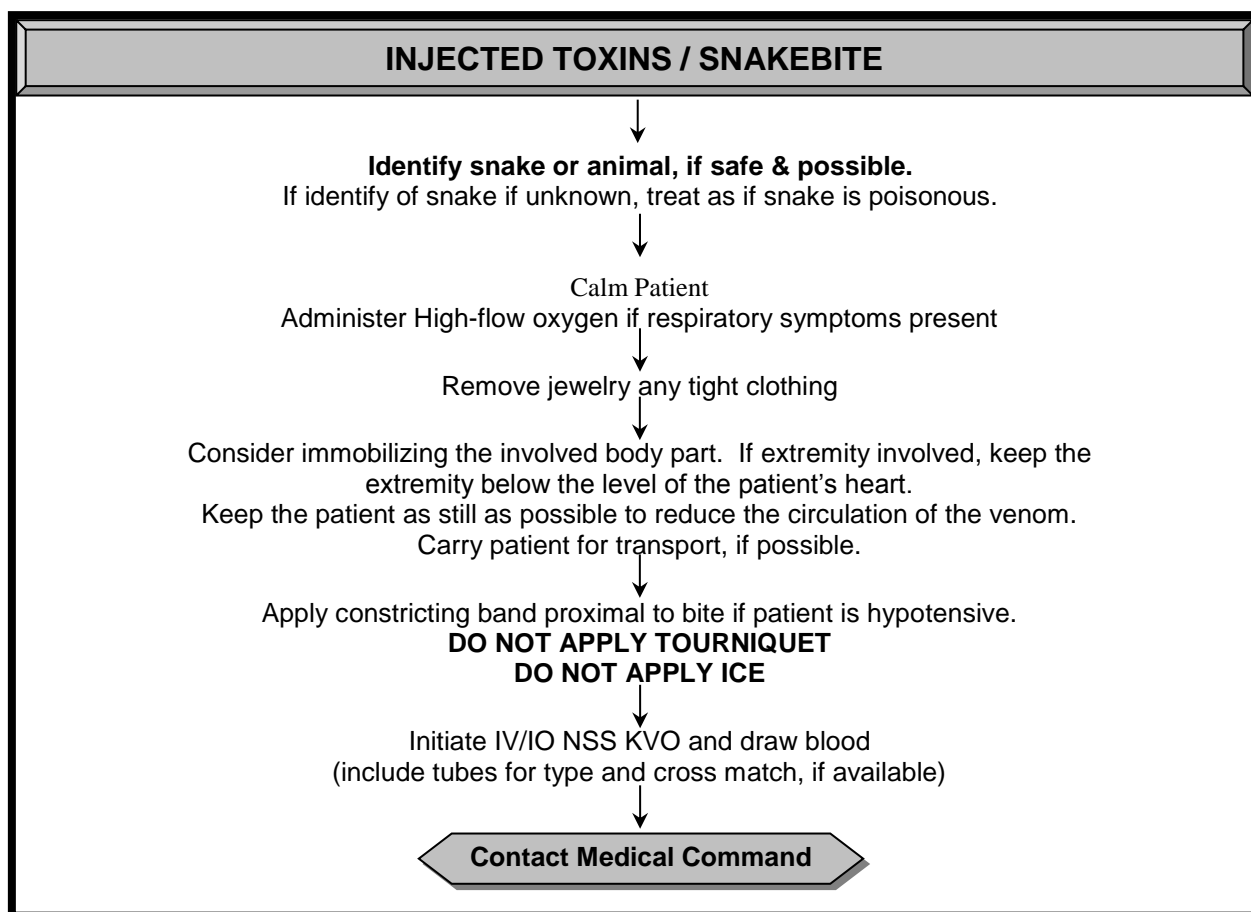 INJECTED TOXINS / SNAKEBITE
Identify snake or animal, if safe & possible.
If identify of snake if unknown, treat as if snake is poisonous.
Calm Patient
Administer High-flow oxygen if respiratory symptoms present
Remove jewelry any tight clothing
Consider immobilizing the involved body part.  If extremity involved, keep the
extremity below the level of the patient's heart.
Keep the patient as still as possible to reduce the circulation of the venom.
Carry patient for transport, if possible.
Apply constricting band proximal to bite if patient is hypotensive.
DO NOT APPLY TOURNIQUET
DO NOT APPLY ICE
Initiate IV/IO NSS KVO and draw blood
(include tubes for type and cross match, if available)
Contact Medical Command